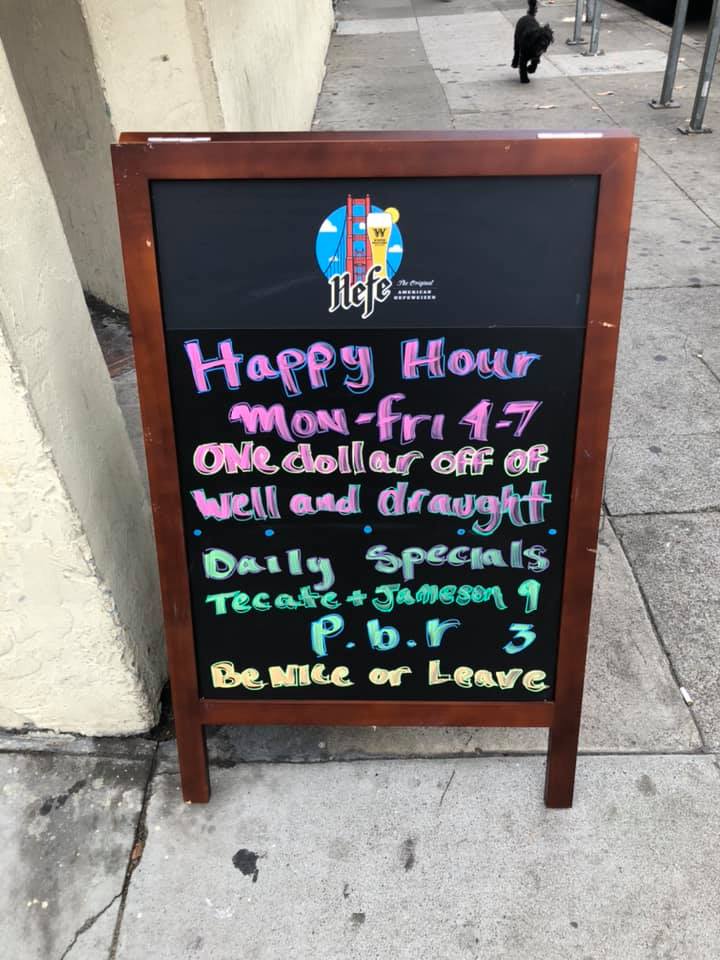 W
Hefe
The Original
AMERICAN
HEFEWEIZEN
Happy Hour
MON-fri 4-7
ONe dollar off of
Well and draught
Daily Specials
Tecate + Jameson 9
P.b.r 3
Be Nice or Leave